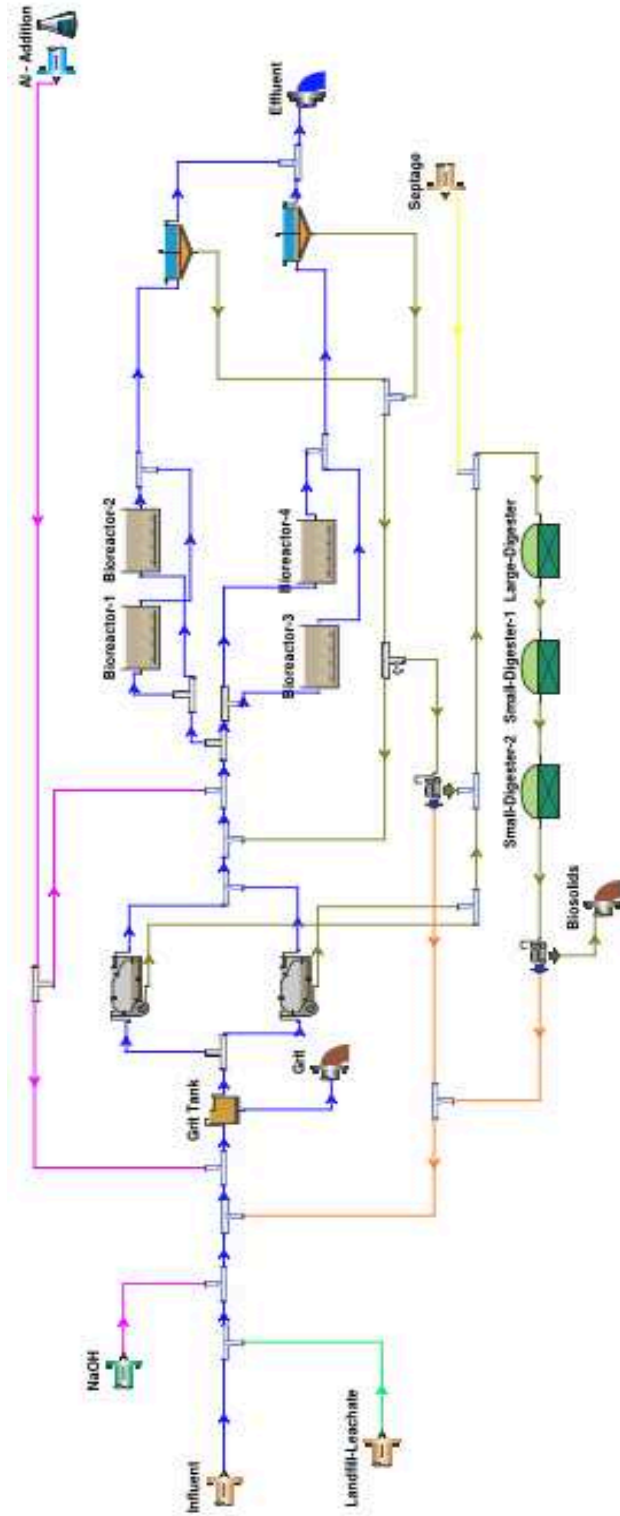 Influent
Landfill-Leachate
NaOH
Grit Tank
Grit
Al - Addition
Bioreactor-1
Bioreactor-2
Bioreactor-3
Bioreactor-4
Effluent
Septage
Large-Digester
Small-Digester-1
Small-Digester-2
Biosolids